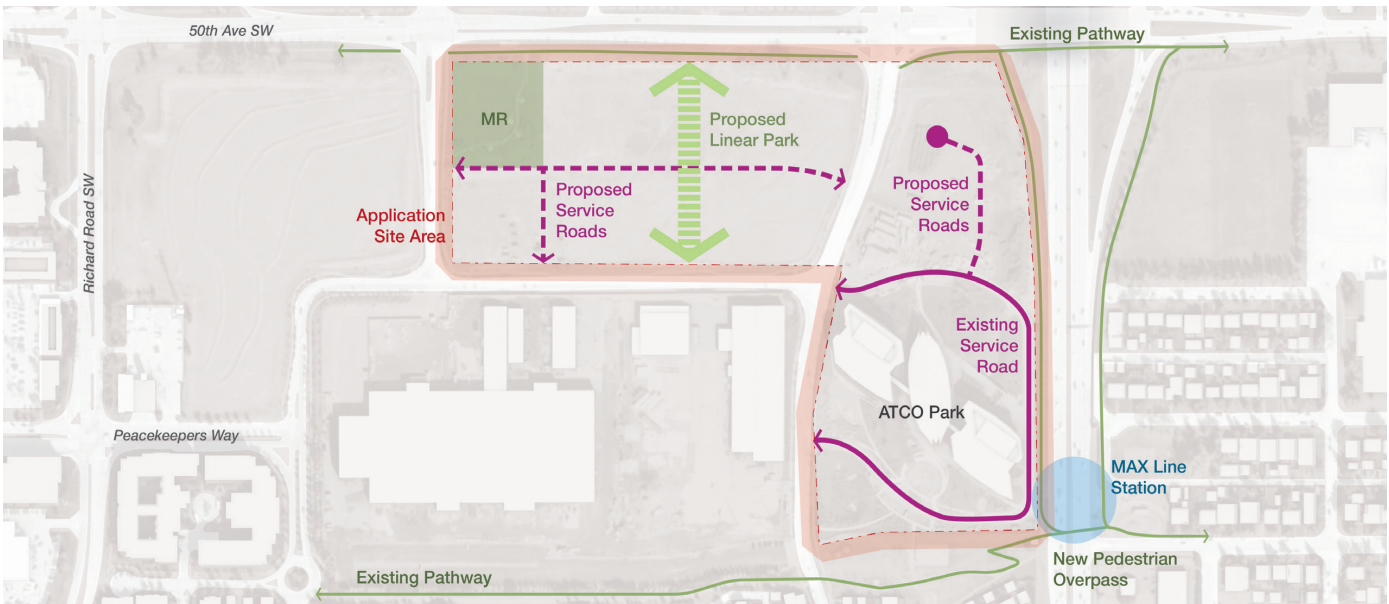 50th Ave SW
Existing Pathway
MR
Proposed
Linear Park
Proposed
Service
Roads
Proposed
Service
Roads
Application
Site Area
Richard Road SW
Existing
Service
Road
ATCO Park
Peacekeepers Way
MAX Line
Station
New Pedestrian
Overpass
Existing Pathway